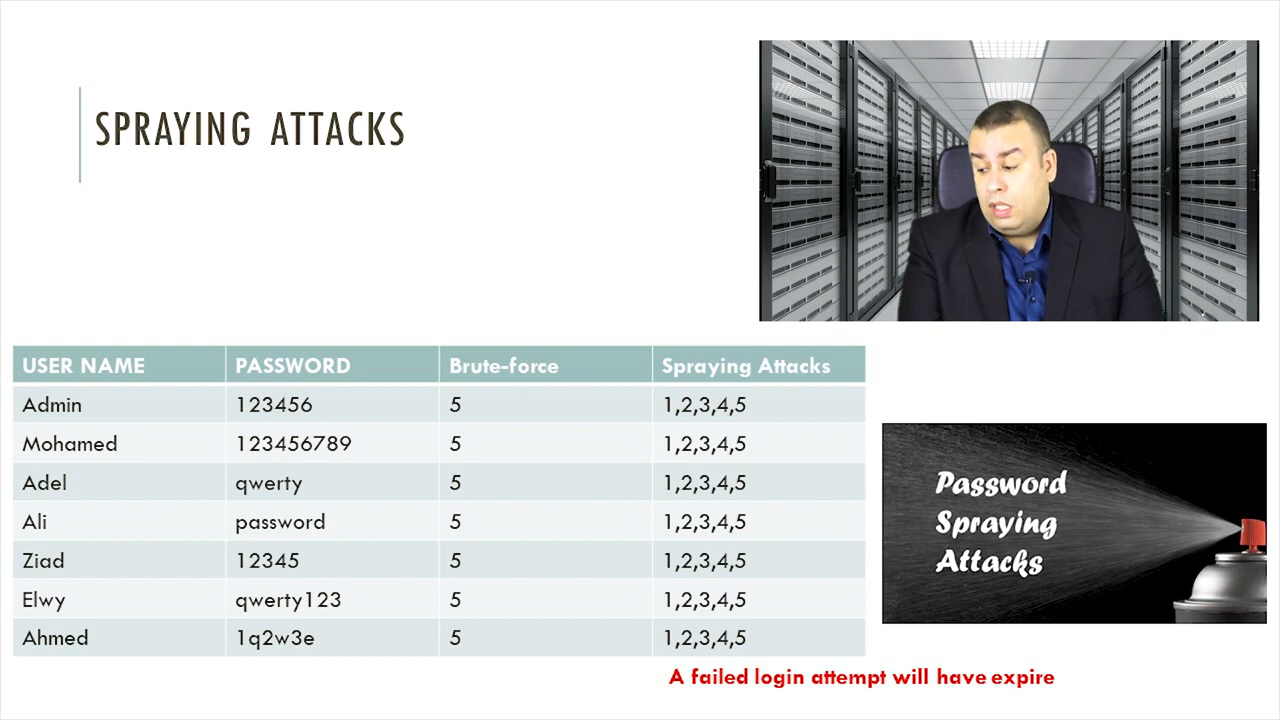 SPRAYING ATTACKS
USER NAME PASSWORD Brute-force Spraying Attacks
Admin 123456 5 1,2,3,4,5
Mohamed 123456789 5 1,2,3,4,5
Adel qwerty 5 1,2,3,4,5
Ali password 5 1,2,3,4,5
Ziad 12345 5 1,2,3,4,5
Elwy qwerty123 5 1,2,3,4,5
Ahmed 1q2w3e 5 1,2,3,4,5
Password
Spraying
Attacks
A failed login attempt will have expire